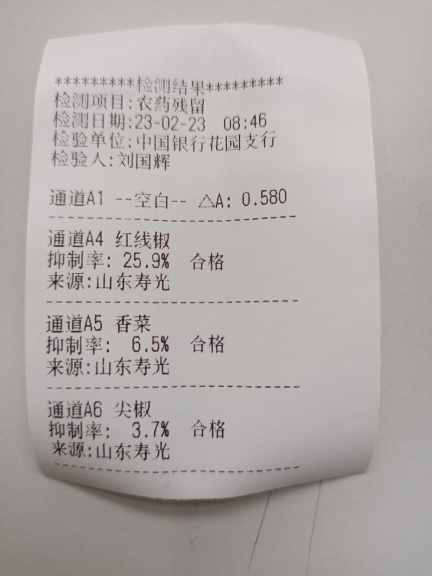 *********检测结果*********
检测项目:农药残留
检测日期:23-02-23 08:46
检验单位:中国银行花园支行
检验人:刘国辉
通道A1 --空白-- △A: 0.580
通道A4 红线椒
抑制率: 25.9% 合格
来源:山东寿光
通道A5 香菜
抑制率: 6.5% 合格
来源:山东寿光
通道A6 尖椒
抑制率: 3.7% 合格
来源:山东寿光